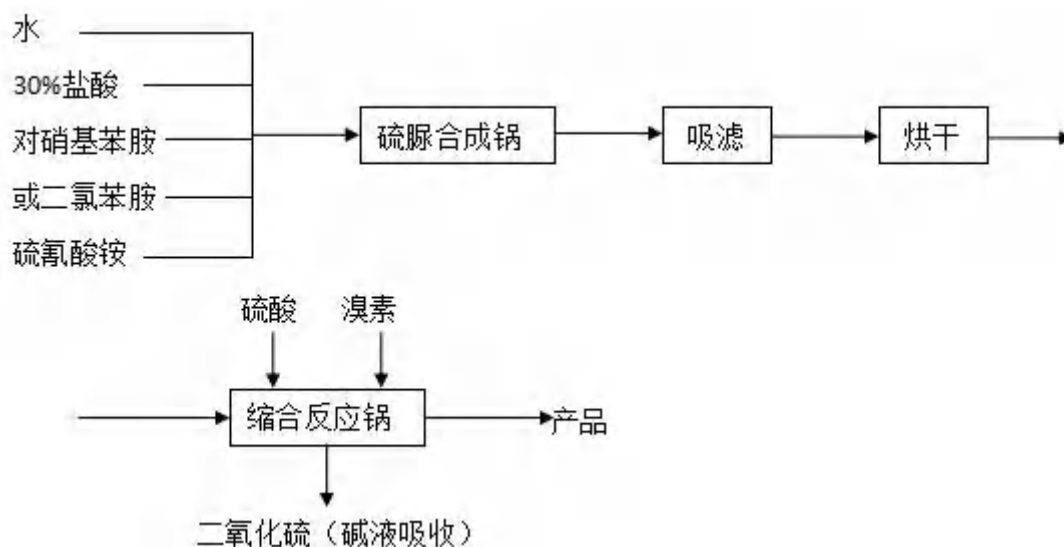 水
30%盐酸
对硝基苯胺
或二氯苯胺
硫氰酸铵
硫脲合成锅
吸滤
烘干
硫酸
溴素
缩合反应锅
产品
二氧化硫（碱液吸收）